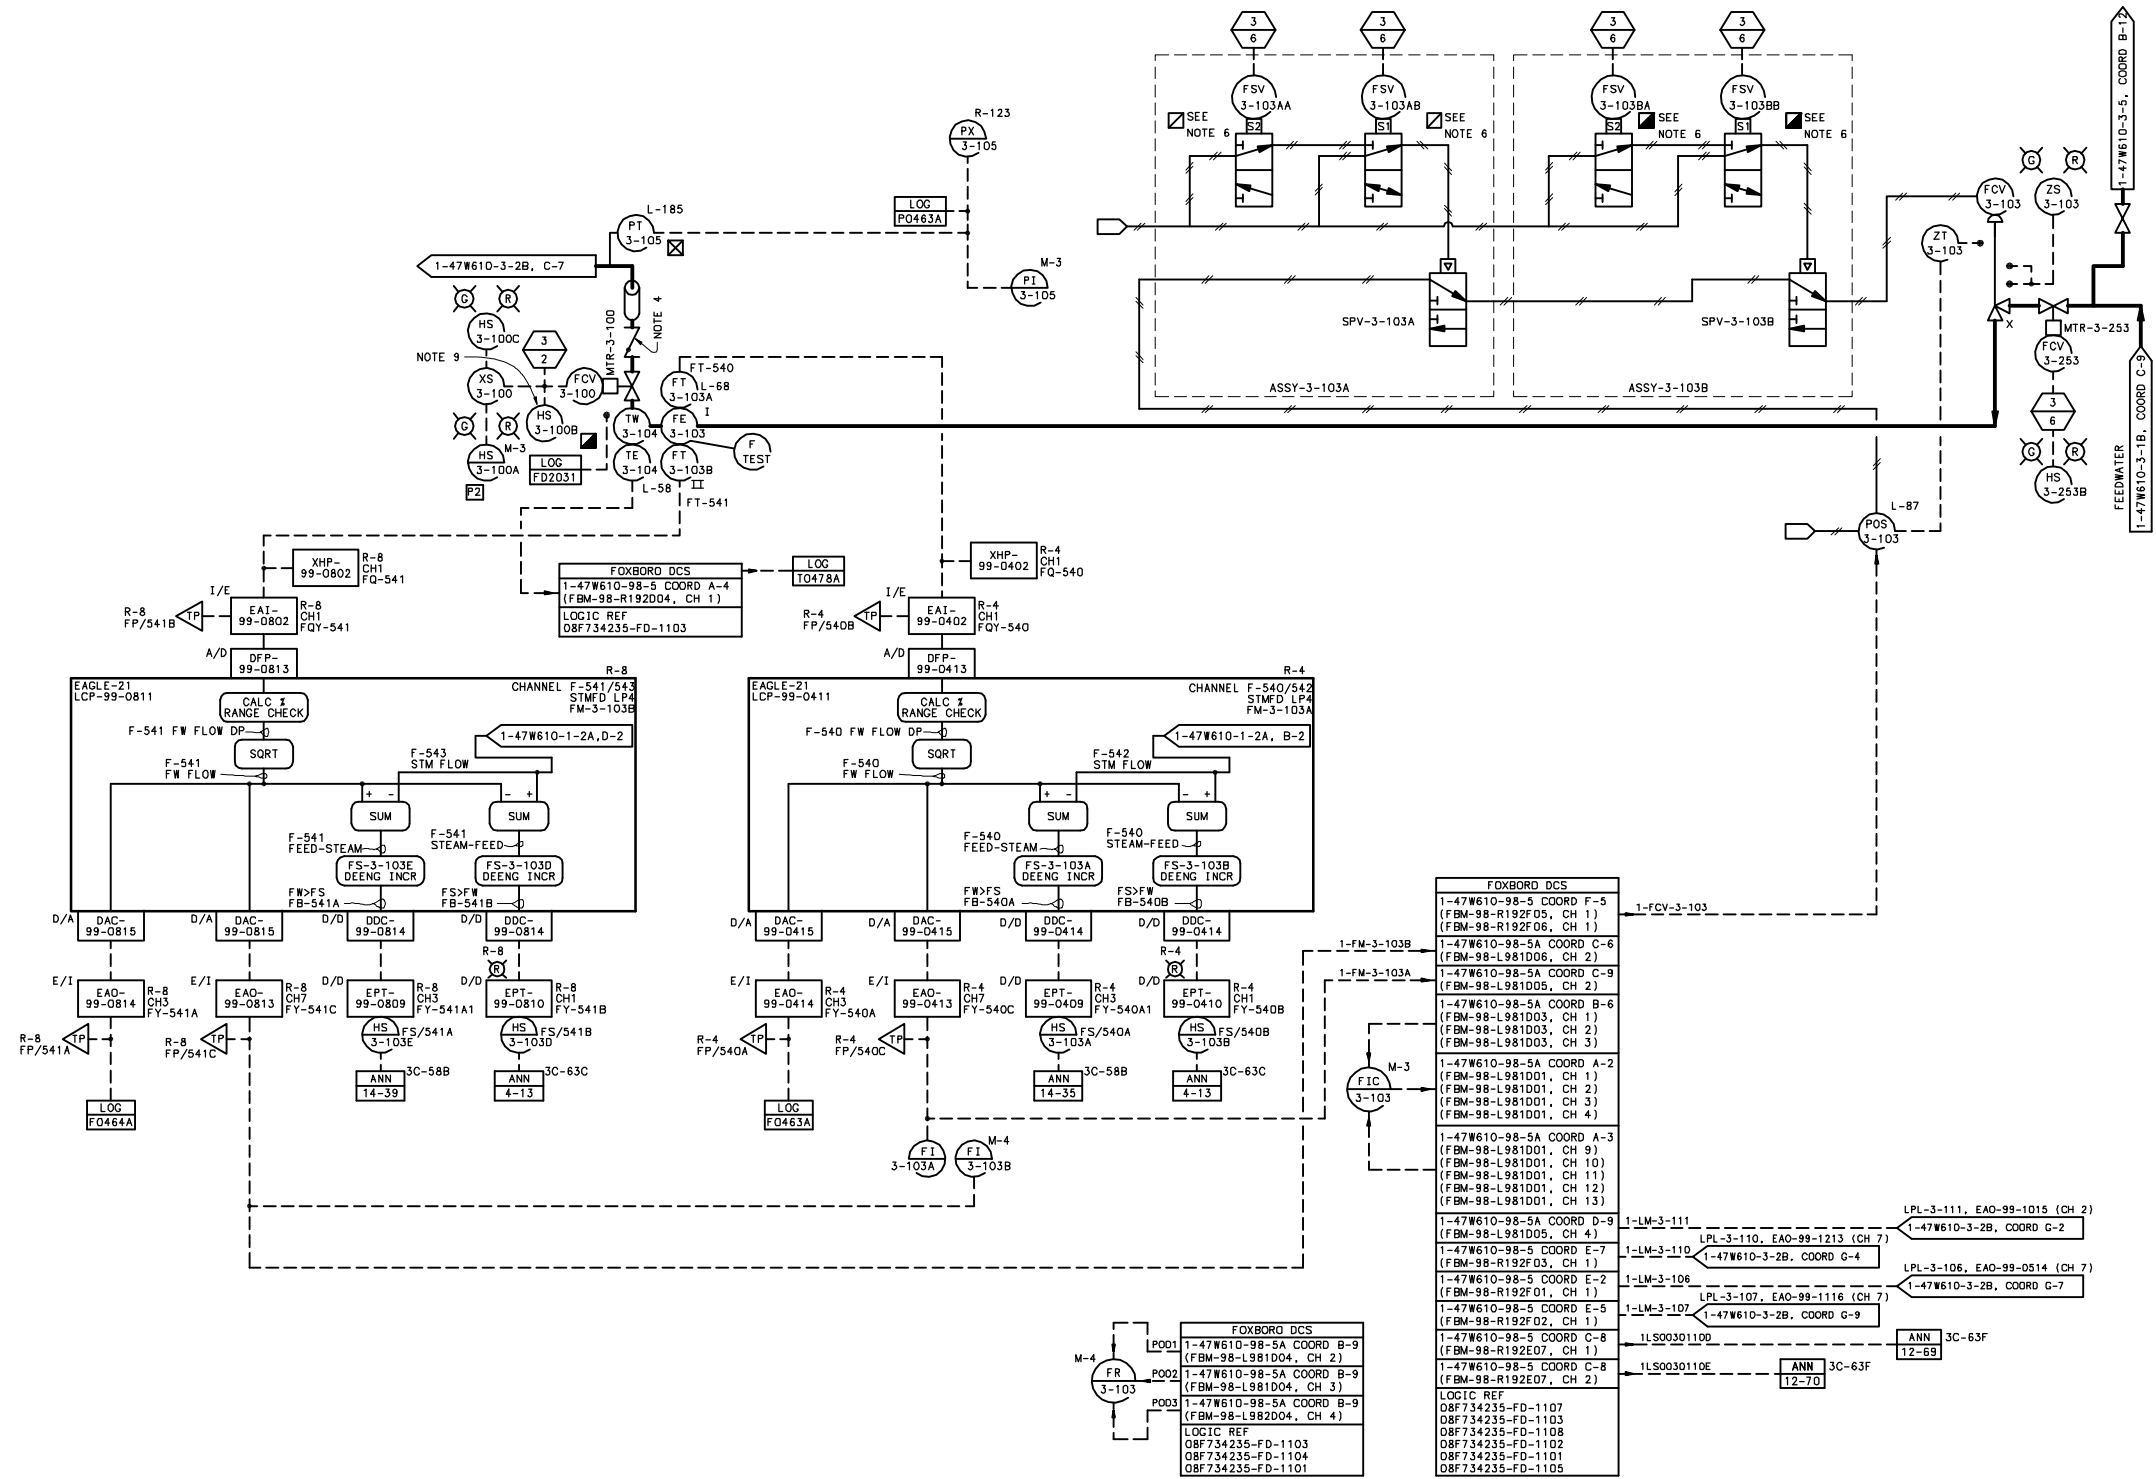 3
6
3
6
3
6
3
6
FSV
3-103AA
S2
SEE
NOTE 6
FSV
3-103AB
S1
SEE
NOTE 6
FSV
3-103BA
S2
SEE
NOTE 6
FSV
3-103BB
S1
SEE
NOTE 6
SPV-3-103A
SPV-3-103B
ASSY-3-103A
ASSY-3-103B
1-47W610-3-5, COORD B-12
G
R
FCV
3-103
ZS
3-103
ZT
3-103
X
MTR-3-253
FCV
3-253
3
6
G
R
HS
3-253B
FEEDWATER
1-47W610-3-1B, COORD C-9
L-87
POS
3-103
R-123
PX
3-105
LOG
P0463A
M-3
PI
3-105
L-185
PT
3-105
1-47W610-3-2B, C-7
G
R
HS
3-100C
3
2
NOTE 9
MTR-3-100
NOTE 4
XS
3-100
FCV
3-100
HS
3-100B
G
R
M-3
HS
3-100A
P2
LOG
FD2031
FT-540
FT
3-103A
L-68
I
TW
3-104
FE
3-103
TE
3-104
FT
3-103B
II
L-58
FT-541
F
TEST
FOXBORO DCS
1-47W610-98-5 COORD A-4
(FBM-98-R192D04, CH 1)
LOGIC REF
08F734235-FD-1103
LOG
T0478A
XHP-
99-0802
R-8
CH1
FQ-541
I/E
R-8
FP/541B
TP
EAI-
99-0802
R-8
CH1
FQY-541
A/D
DFP-
99-0813
R-8
EAGLE-21
LCP-99-0811
CHANNEL F-541/543
STMFD LP4
FM-3-103B
CALC %
RANGE CHECK
F-541 FW FLOW DP
SQRT
1-47W610-1-2A,D-2
F-543
STM FLOW
F-541
FW FLOW
+ -
- +
SUM
SUM
F-541
FEED-STEAM
F-541
STEAM-FEED
FS-3-103E
DEENG INCR
FS-3-103D
DEENG INCR
FW>FS
FB-541A
FS>FW
FB-541B
D/A
DAC-
99-0815
D/A
DAC-
99-0815
D/D
DDC-
99-0814
D/D
DDC-
99-0814
R-8
R
E/I
EAO-
99-0814
R-8
CH3
FY-541A
E/I
EAO-
99-0813
R-8
CH7
FY-541C
D/D
EPT-
99-0809
R-8
CH3
FY-541A1
D/D
EPT-
99-0810
R-8
CH1
FY-541B
R-8
FP/541A
TP
R-8
FP/541C
TP
HS
3-103E
FS/541A
HS
3-103D
FS/541B
ANN
14-39
3C-58B
ANN
4-13
3C-63C
LOG
F0464A
XHP-
99-0402
R-4
CH1
FQ-540
I/E
R-4
FP/540B
TP
EAI-
99-0402
R-4
CH1
FQY-540
A/D
DFP-
99-0413
R-4
EAGLE-21
LCP-99-0411
CHANNEL F-540/542
STMFD LP4
FM-3-103A
CALC %
RANGE CHECK
F-540 FW FLOW DP
SQRT
1-47W610-1-2A, B-2
F-542
STM FLOW
F-540
FW FLOW
+ -
- +
SUM
SUM
F-540
FEED-STEAM
F-540
STEAM-FEED
FS-3-103A
DEENG INCR
FS-3-103B
DEENG INCR
FW>FS
FB-540A
FS>FW
FB-540B
D/A
DAC-
99-0415
D/A
DAC-
99-0415
D/D
DDC-
99-0414
D/D
DDC-
99-0414
R-4
R
E/I
EAO-
99-0414
R-4
CH3
FY-540A
E/I
EAO-
99-0413
R-4
CH7
FY-540C
D/D
EPT-
99-0409
R-4
CH3
FY-540A1
D/D
EPT-
99-0410
R-4
CH1
FY-540B
R-4
FP/540A
TP
R-4
FP/540C
TP
HS
3-103A
FS/540A
HS
3-103B
FS/540B
ANN
14-35
3C-58B
ANN
4-13
3C-63C
LOG
F0463A
FI
3-103A
M-4
FI
3-103B
1-FM-3-103B
1-FM-3-103A
M-3
FIC
3-103
FOXBORO DCS
1-47W610-98-5 COORD F-5
(FBM-98-R192F05, CH 1)
(FBM-98-R192F06, CH 1)
1-FCV-3-103
1-47W610-98-5A COORD C-6
(FBM-98-L981D06, CH 2)
1-47W610-98-5A COORD C-9
(FBM-98-L981D05, CH 2)
1-47W610-98-5A COORD B-6
(FBM-98-L981D03, CH 1)
(FBM-98-L981D03, CH 2)
(FBM-98-L981D03, CH 3)
1-47W610-98-5A COORD A-2
(FBM-98-L981D01, CH 1)
(FBM-98-L981D01, CH 2)
(FBM-98-L981D01, CH 3)
(FBM-98-L981D01, CH 4)
1-47W610-98-5A COORD A-3
(FBM-98-L981D01, CH 9)
(FBM-98-L981D01, CH 10)
(FBM-98-L981D01, CH 11)
(FBM-98-L981D01, CH 12)
(FBM-98-L981D01, CH 13)
1-47W610-98-5A COORD D-9
(FBM-98-L981D05, CH 4)
1-LM-3-111
LPL-3-111, EAO-99-1015 (CH 2)
1-47W610-3-2B, COORD G-2
1-47W610-98-5 COORD E-7
(FBM-98-R192F03, CH 1)
1-LM-3-110
LPL-3-110, EAO-99-1213 (CH 7)
1-47W610-3-2B, COORD G-4
1-47W610-98-5 COORD E-2
(FBM-98-R192F01, CH 1)
1-LM-3-106
LPL-3-106, EAO-99-0514 (CH 7)
1-47W610-3-2B, COORD G-7
1-47W610-98-5 COORD E-5
(FBM-98-R192F02, CH 1)
1-LM-3-107
LPL-3-107, EAO-99-1116 (CH 7)
1-47W610-3-2B, COORD G-9
1-47W610-98-5 COORD C-8
(FBM-98-R192E07, CH 1)
1LS0030110D
ANN
12-69
3C-63F
1-47W610-98-5 COORD C-8
(FBM-98-R192E07, CH 2)
1LS0030110E
ANN
12-70
3C-63F
LOGIC REF
08F734235-FD-1107
08F734235-FD-1103
08F734235-FD-1108
08F734235-FD-1102
08F734235-FD-1101
08F734235-FD-1105
M-4
FR
3-103
FOXBORO DCS
P001
1-47W610-98-5A COORD B-9
(FBM-98-L981D04, CH 2)
P002
1-47W610-98-5A COORD B-9
(FBM-98-L981D04, CH 3)
P003
1-47W610-98-5A COORD B-9
(FBM-98-L982D04, CH 4)
LOGIC REF
08F734235-FD-1103
08F734235-FD-1104
08F734235-FD-1101